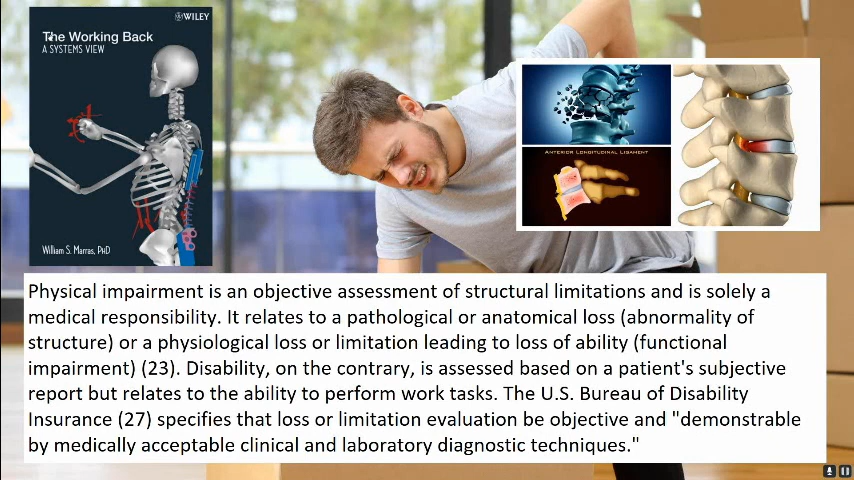 WILEY
The Working Back
A SYSTEMS VIEW
William S. Marras, PhD
ANTERIOR LONGITUDINAL LIGAMENT
Physical impairment is an objective assessment of structural limitations and is solely a
medical responsibility. It relates to a pathological or anatomical loss (abnormality of
structure) or a physiological loss or limitation leading to loss of ability (functional
impairment) (23). Disability, on the contrary, is assessed based on a patient's subjective
report but relates to the ability to perform work tasks. The U.S. Bureau of Disability
Insurance (27) specifies that loss or limitation evaluation be objective and "demonstrable
by medically acceptable clinical and laboratory diagnostic techniques."